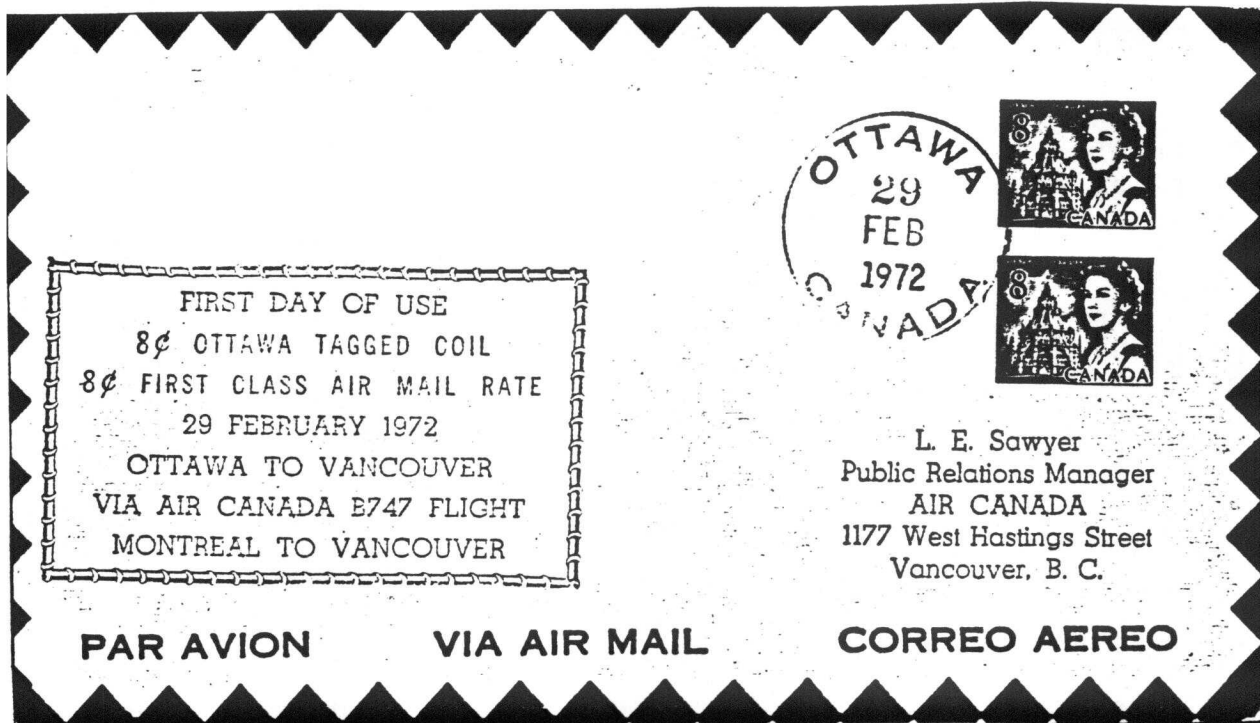 OTTAWA
29
FEB
1972
CANADA
8
CANADA
8
CANADA
FIRST DAY OF USE
8¢ OTTAWA TAGGED COIL
8¢ FIRST CLASS AIR MAIL RATE
29 FEBRUARY 1972
OTTAWA TO VANCOUVER
VIA AIR CANADA B747 FLIGHT
MONTREAL TO VANCOUVER
L. E. Sawyer
Public Relations Manager
AIR CANADA
1177 West Hastings Street
Vancouver, B. C.
PAR AVION VIA AIR MAIL CORREO AEREO